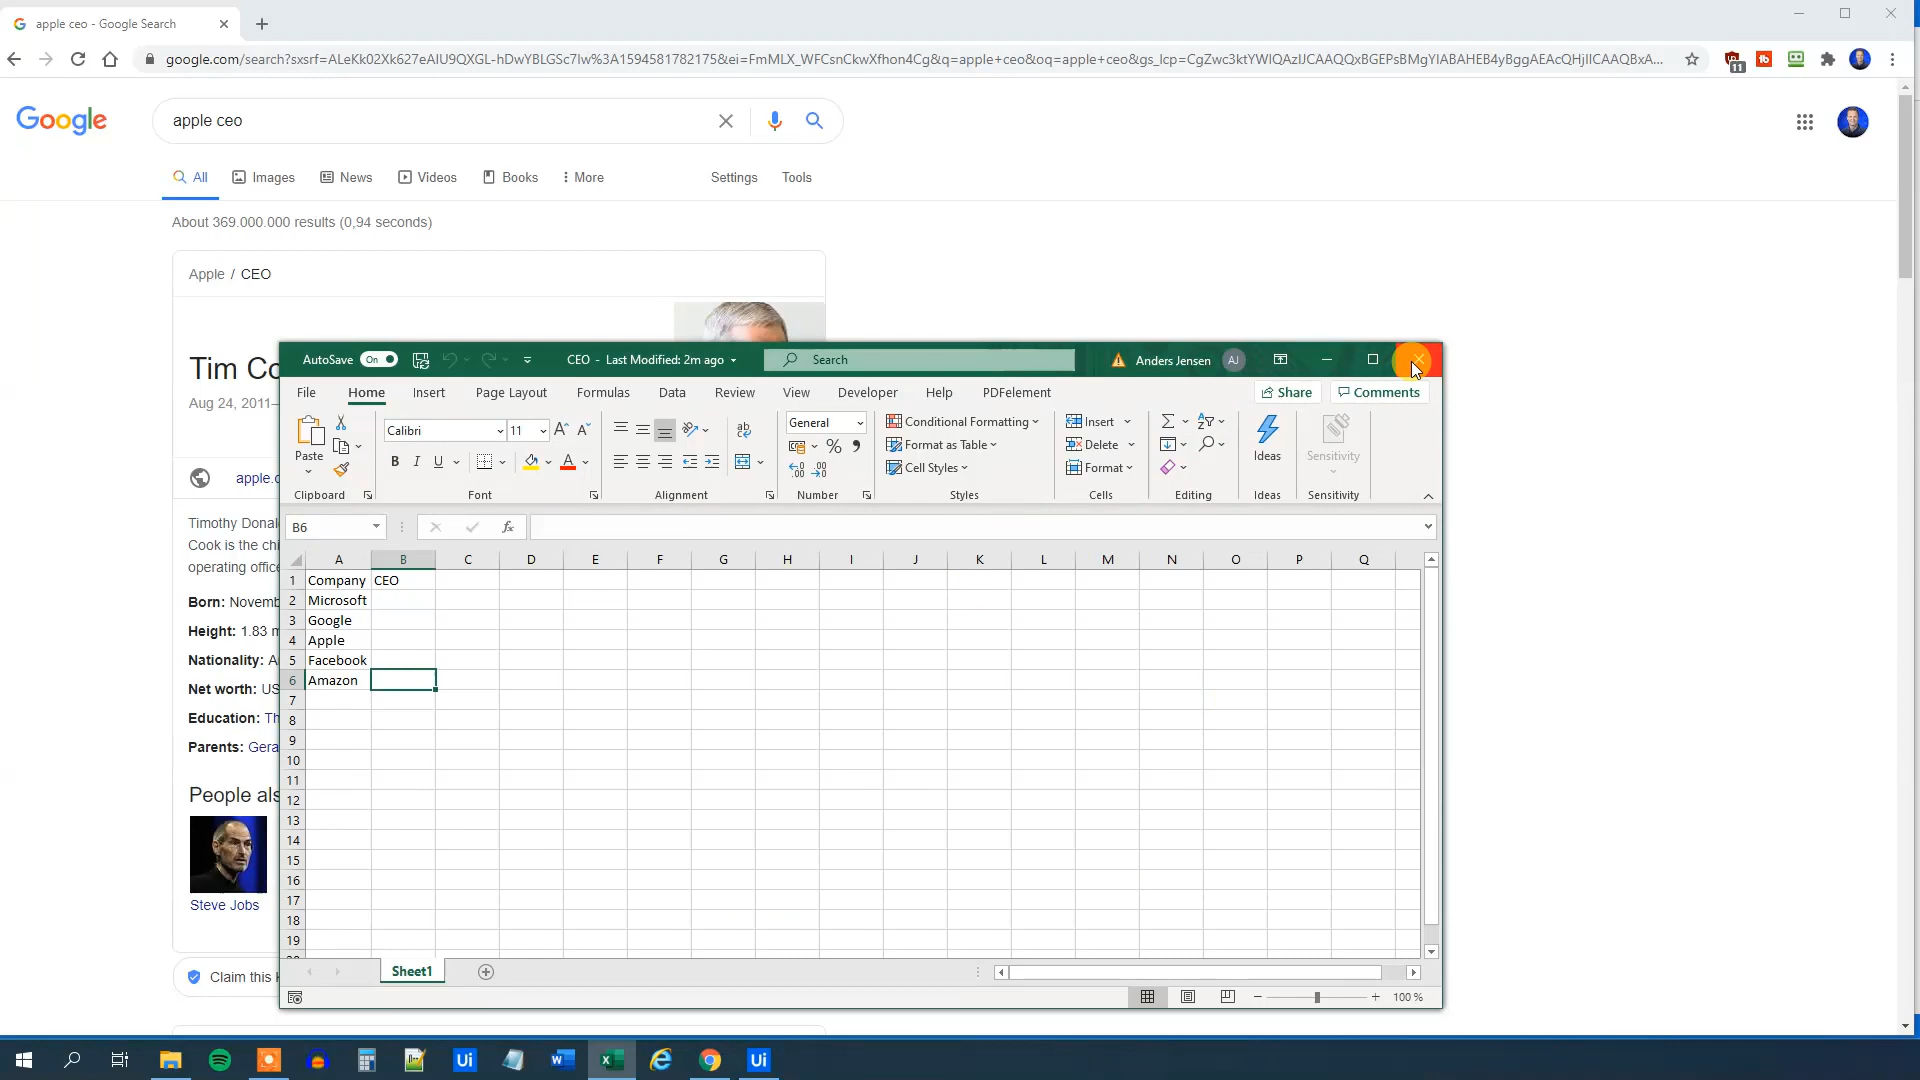 apple ceo - Google Search
google.com/search?sxsrf=ALeKk02Xk627eAIU9QXGL-hDwYBLGSc7Iw%3A1594581782175&ei=FmMLX_WFCsnCkwXfhon4Cg&q=apple+ceo&oq=apple+ceo&gs_lcp=CgZwc3ktYWIQAzIJCAAQQxBGEPsBMgYIABAHEB4yBggAEAcQHjIICAAQBxA...
11
Google
apple ceo
All
Images
News
Videos
Books
More
Settings
Tools
About 369.000.000 results (0,94 seconds)
Apple / CEO
Tim Co
Aug 24, 2011–
apple.c
Timothy Donal
Cook is the chi
operating office
Born: Novemb
Height: 1.83 m
Nationality: A
Net worth: US
Education: Th
Parents: Gera
People als
Steve Jobs
Claim this k
AutoSave On
CEO - Last Modified: 2m ago
Search
Anders Jensen AJ
File Home Insert Page Layout Formulas Data Review View Developer Help PDFelement
Share Comments
Paste
Calibri 11
B I U
ab
General
%
Conditional Formatting
Format as Table
Cell Styles
Insert
Delete
Format
Ideas
Sensitivity
Clipboard Font Alignment Number Styles Cells Editing Ideas Sensitivity
B6
fx
A B C D E F G H I J K L M N O P Q
1 Company CEO
2 Microsoft
3 Google
4 Apple
5 Facebook
6 Amazon
7
8
9
10
11
12
13
14
15
16
17
18
19
Sheet1
100 %
Ui
W
X
Ui